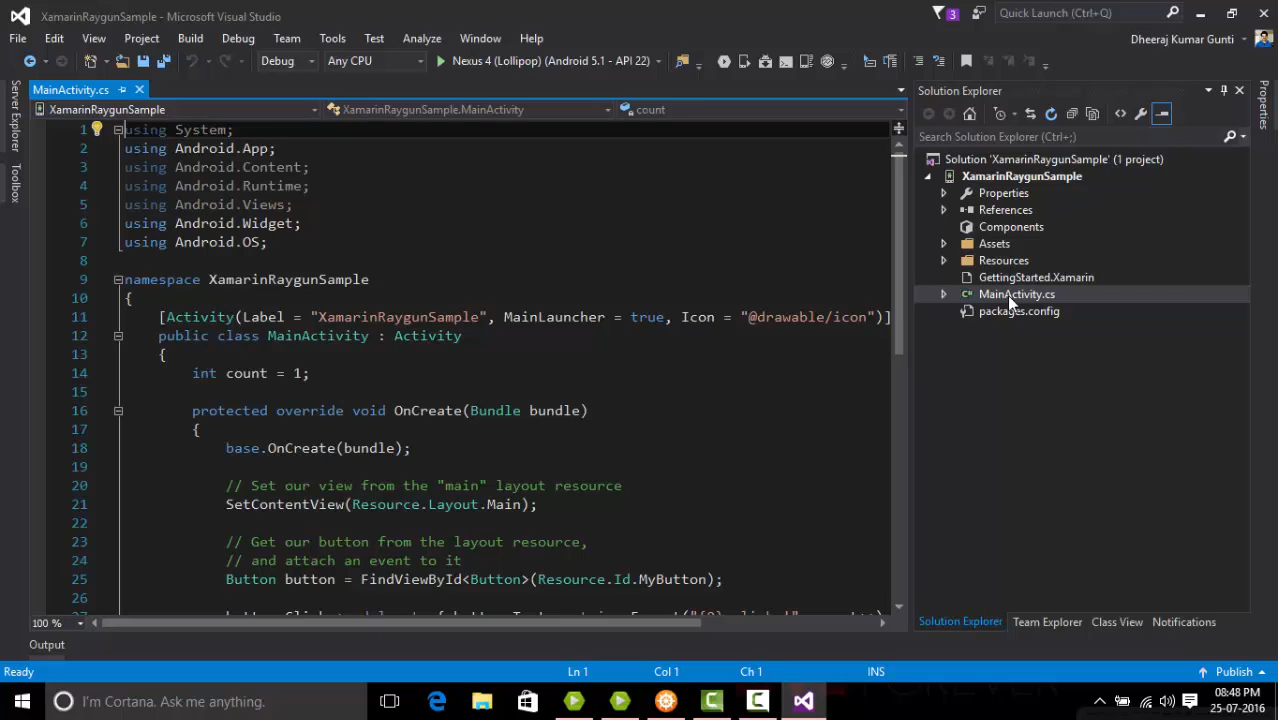 XamarinRaygunSample - Microsoft Visual Studio
3
Quick Launch (Ctrl+Q)
File Edit View Project Build Debug Team Tools Test Analyze Window Help
Dheeraj Kumar Gunti
Debug Any CPU Nexus 4 (Lollipop) (Android 5.1 - API 22)
Server Explorer
Toolbox
MainActivity.cs
XamarinRaygunSample XamarinRaygunSample.MainActivity count
1 using System;
2 using Android.App;
3 using Android.Content;
4 using Android.Runtime;
5 using Android.Views;
6 using Android.Widget;
7 using Android.OS;
8
9 namespace XamarinRaygunSample
10 {
11 [Activity(Label = "XamarinRaygunSample", MainLauncher = true, Icon = "@drawable/icon")]
12 public class MainActivity : Activity
13 {
14 int count = 1;
15
16 protected override void OnCreate(Bundle bundle)
17 {
18 base.OnCreate(bundle);
19
20 // Set our view from the "main" layout resource
21 SetContentView(Resource.Layout.Main);
22
23 // Get our button from the layout resource,
24 // and attach an event to it
25 Button button = FindViewById<Button>(Resource.Id.MyButton);
26
100 %
Output
Solution Explorer
Search Solution Explorer (Ctrl+;)
Solution 'XamarinRaygunSample' (1 project)
XamarinRaygunSample
Properties
References
Components
Assets
Resources
GettingStarted.Xamarin
MainActivity.cs
packages.config
Solution Explorer Team Explorer Class View Notifications
Properties
Ready Ln 1 Col 1 Ch 1 INS Publish
I'm Cortana. Ask me anything.
08:48 PM
25-07-2016